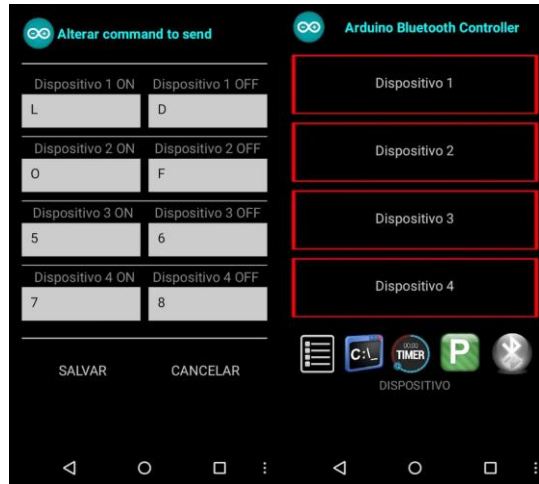 Alterar command to send
Dispositivo 1 ON Dispositivo 1 OFF
L D
Dispositivo 2 ON Dispositivo 2 OFF
O F
Dispositivo 3 ON Dispositivo 3 OFF
5 6
Dispositivo 4 ON Dispositivo 4 OFF
7 8
SALVAR CANCELAR
Arduino Bluetooth Controller
Dispositivo 1
Dispositivo 2
Dispositivo 3
Dispositivo 4
C:\_ 00:00 TIMER P
DISPOSITIVO